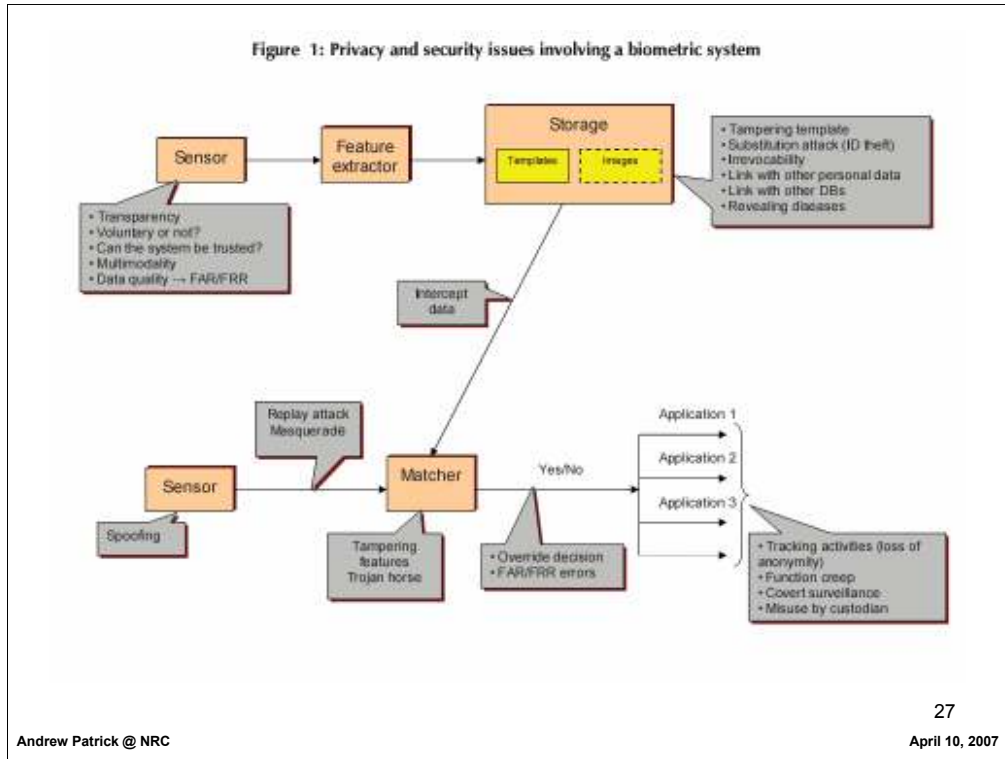 Figure 1: Privacy and security issues involving a biometric system
Sensor
Feature
extractor
Storage
Templates
Images
• Tampering template
• Substitution attack (ID theft)
• Irrevocability
• Link with other personal data
• Link with other DBs
• Revealing diseases
• Transparency
• Voluntary or not?
• Can the system be trusted?
• Multimodality
• Data quality → FAR/FRR
Intercept
data
Replay attack
Masquerade
Sensor
Spoofing
Matcher
Tampering
features
Trojan horse
Yes/No
• Override decision
• FAR/FRR errors
Application 1
Application 2
Application 3
• Tracking activities (loss of
anonymity)
• Function creep
• Covert surveillance
• Misuse by custodian
27
Andrew Patrick @ NRC
April 10, 2007